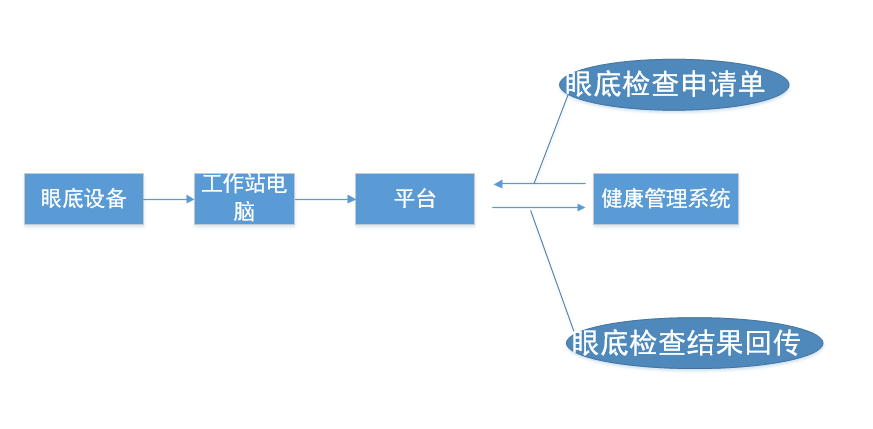 眼底检查申请单
眼底设备
工作站电
脑
平台
健康管理系统
眼底检查结果回传